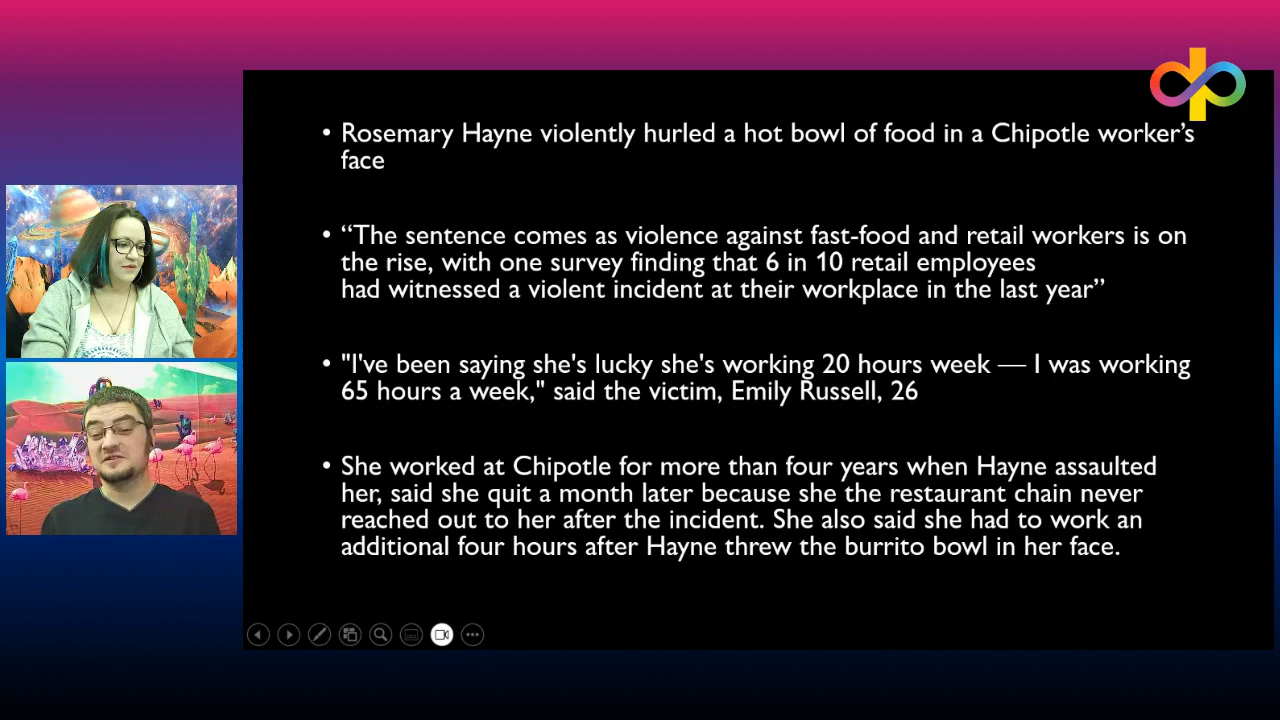 • Rosemary Hayne violently hurled a hot bowl of food in a Chipotle worker’s
face
• “The sentence comes as violence against fast-food and retail workers is on
the rise, with one survey finding that 6 in 10 retail employees
had witnessed a violent incident at their workplace in the last year”
• "I've been saying she's lucky she's working 20 hours week — I was working
65 hours a week," said the victim, Emily Russell, 26
• She worked at Chipotle for more than four years when Hayne assaulted
her, said she quit a month later because she the restaurant chain never
reached out to her after the incident. She also said she had to work an
additional four hours after Hayne threw the burrito bowl in her face.